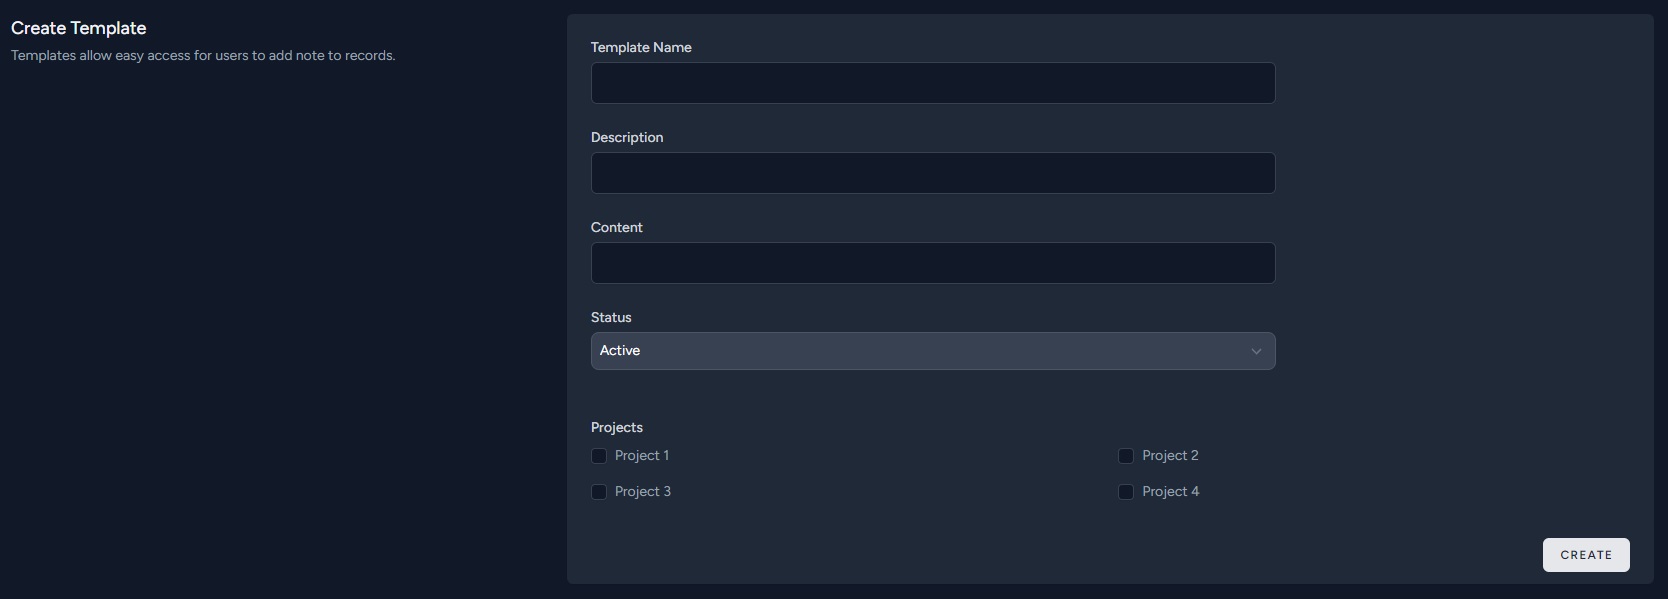 Create Template
Templates allow easy access for users to add note to records.
Template Name
Description
Content
Status
Active
Projects
Project 1
Project 2
Project 3
Project 4
CREATE